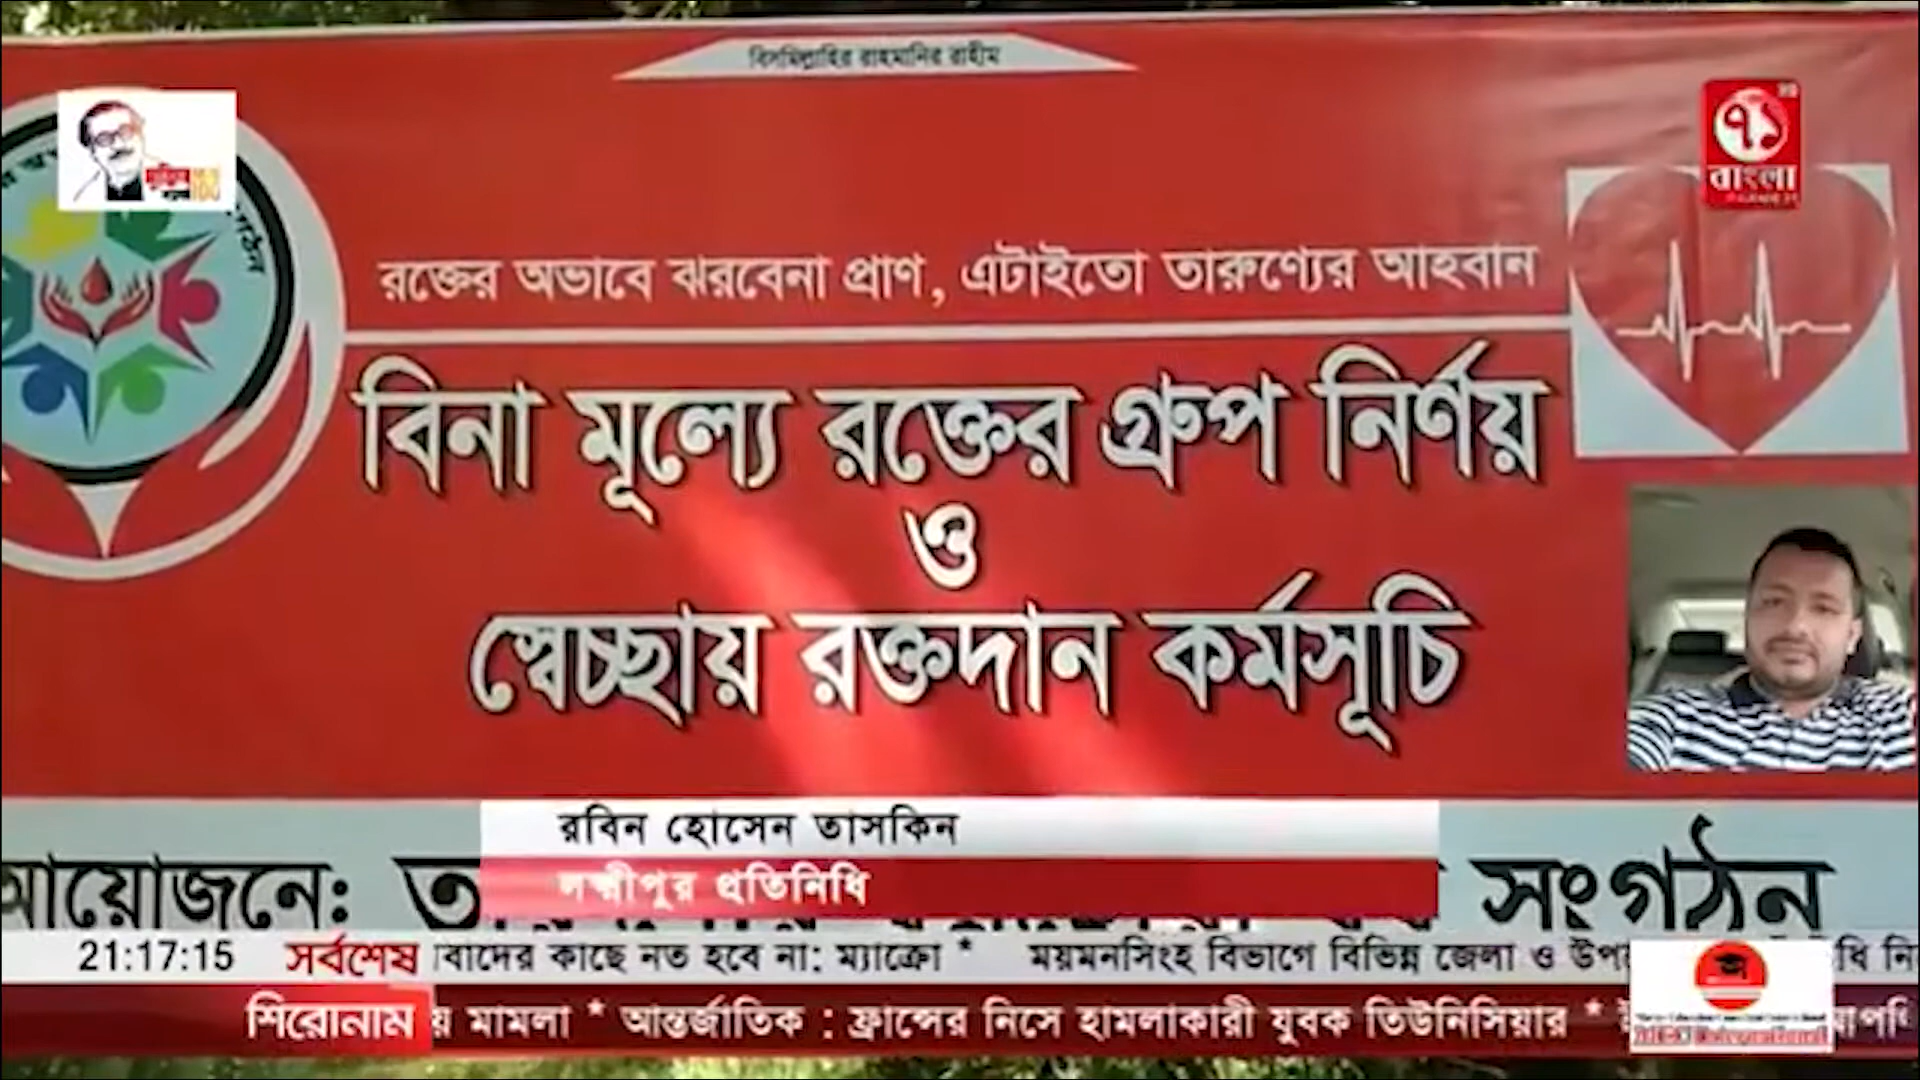 বিসমিল্লাহির রাহমানির রাহীম
৭১
বাংলা
রক্তের অভাবে ঝরবেনা প্রাণ, এটাইতো তারুণ্যের আহবান
বিনা মূল্যে রক্তের গ্রুপ নির্ণয়
ও
স্বেচ্ছায় রক্তদান কর্মসূচি
রবিন হোসেন তাসকিন
লক্ষ্মীপুর প্রতিনিধি
আয়োজনে: সংগঠন
21:17:15 সর্বশেষ বাদের কাছে নত হবে না: ম্যাক্রো * ময়মনসিংহ বিভাগে বিভিন্ন জেলা ও
শিরোনাম য় মামলা * আন্তর্জাতিক : ফ্রান্সের নিসে হামলাকারী যুবক তিউনিসিয়ার *